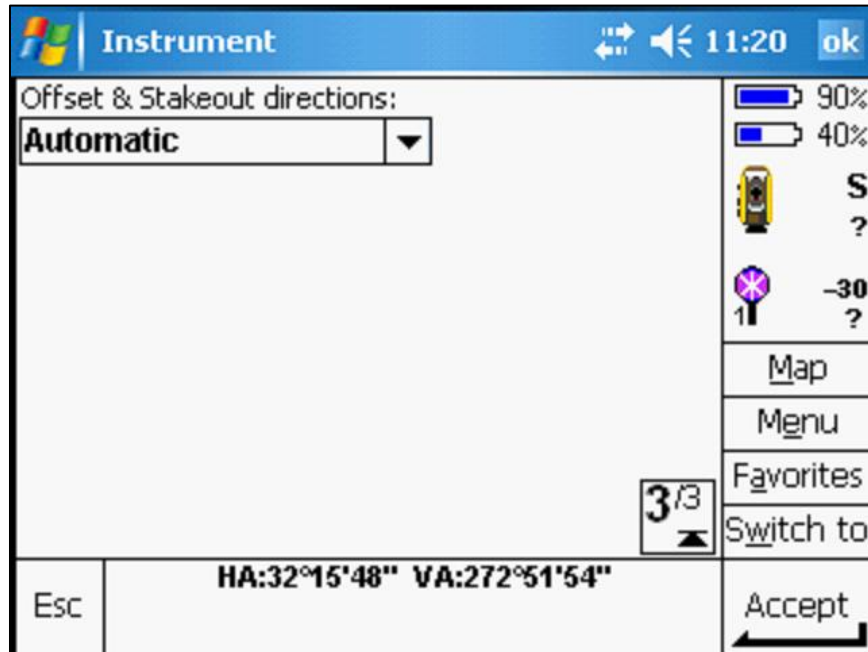 Instrument 11:20 ok
Offset & Stakeout directions:
Automatic
90%
40%
S
?
-30
1 ?
Map
Menu
Favorites
3/3
Switch to
HA:32°15'48" VA:272°51'54"
Esc
Accept